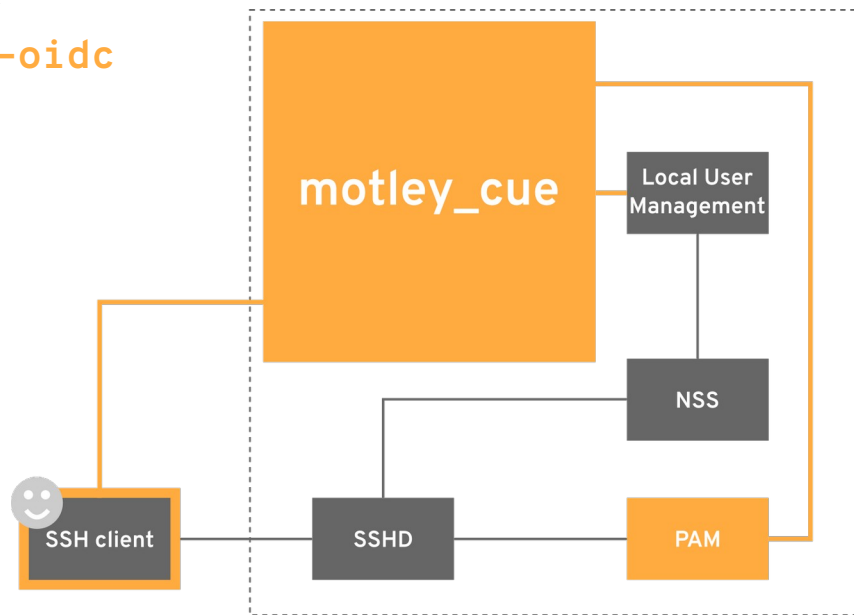 -oidc
motley_cue
Local User
Management
NSS
SSH client
SSHD
PAM